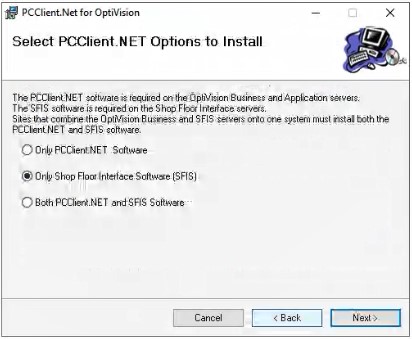 PCClient.Net for OptiVision
Select PCClient.NET Options to Install
The PCClient.NET software is required on the OptiVision Business and Application servers.
The SFIS software is required on the Shop Floor Interface servers.
Sites that combine the OptiVision Business and SFIS servers onto one system must install both the
PCClient.NET and SFIS software.
Only PCClient.NET Software
Only Shop Floor Interface Software (SFIS)
Both PCClient.NET and SFIS Software
Cancel
< Back
Next >